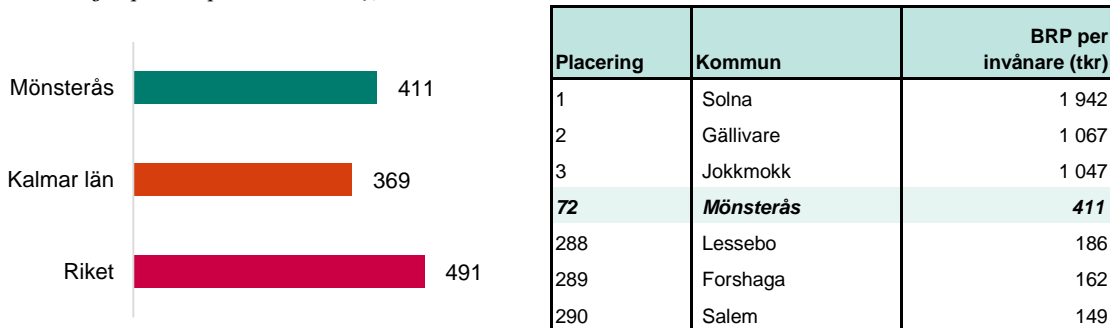 Mönsterås 411
Kalmar län 369
Riket 491
Placering Kommun BRP per invånare (tkr)
1 Solna 1 942
2 Gällivare 1 067
3 Jokkmokk 1 047
72 Mönsterås 411
288 Lessebo 186
289 Forshaga 162
290 Salem 149